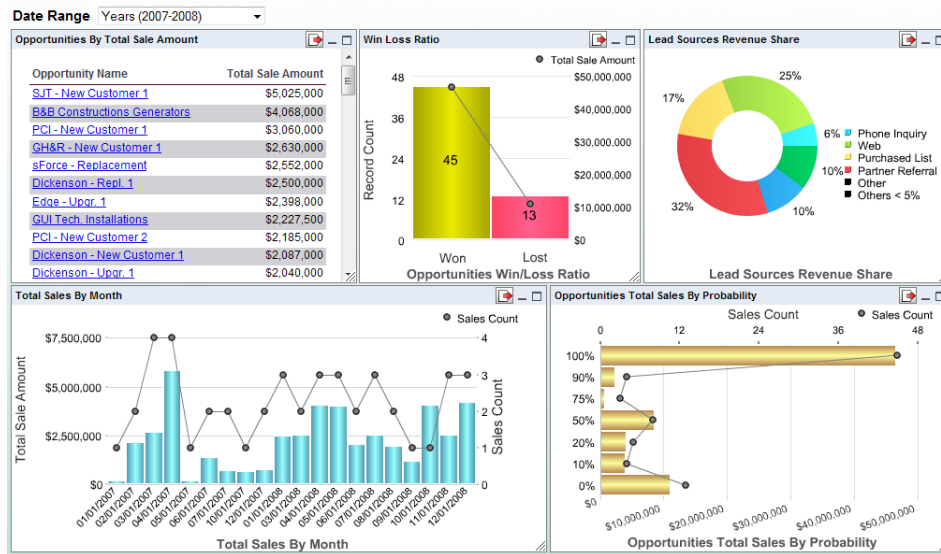 Date Range Years (2007-2008)
Opportunities By Total Sale Amount
Opportunity Name Total Sale Amount
SJT - New Customer 1 $5,025,000
B&B Constructions Generators $4,068,000
PCI - New Customer 1 $3,060,000
GH&R - New Customer 1 $2,630,000
sForce - Replacement $2,552,000
Dickenson - Repl. 1 $2,500,000
Edge - Upgr. 1 $2,398,000
GUI Tech. Installations $2,227,500
PCI - New Customer 2 $2,185,000
Dickenson - New Customer 1 $2,087,000
Dickenson - Upgr. 1 $2,040,000
Win Loss Ratio
Total Sale Amount
48 $50,000,000
$40,000,000
36
$30,000,000
24
$20,000,000
12
$10,000,000
0 $0
Record Count
45
13
Won Lost
Opportunities Win/Loss Ratio
Lead Sources Revenue Share
25%
17%
6%
10%
32%
10%
Phone Inquiry
Web
Purchased List
Partner Referral
Other
Others < 5%
Lead Sources Revenue Share
Total Sales By Month
Sales Count
$7,500,000 4
3
$5,000,000
2
$2,500,000
1
$0 0
Total Sale Amount
Sales Count
01/01/2007
02/01/2007
03/01/2007
04/01/2007
05/01/2007
06/01/2007
07/01/2007
10/01/2007
12/01/2007
01/01/2008
02/01/2008
03/01/2008
04/01/2008
05/01/2008
06/01/2008
07/01/2008
08/01/2008
09/01/2008
10/01/2008
11/01/2008
12/01/2008
Total Sales By Month
Opportunities Total Sales By Probability
Sales Count Sales Count
0 12 24 36 48
100%
90%
75%
50%
20%
10%
0%
$0 $10,000,000 $20,000,000 $30,000,000 $40,000,000 $50,000,000
Opportunities Total Sales By Probability